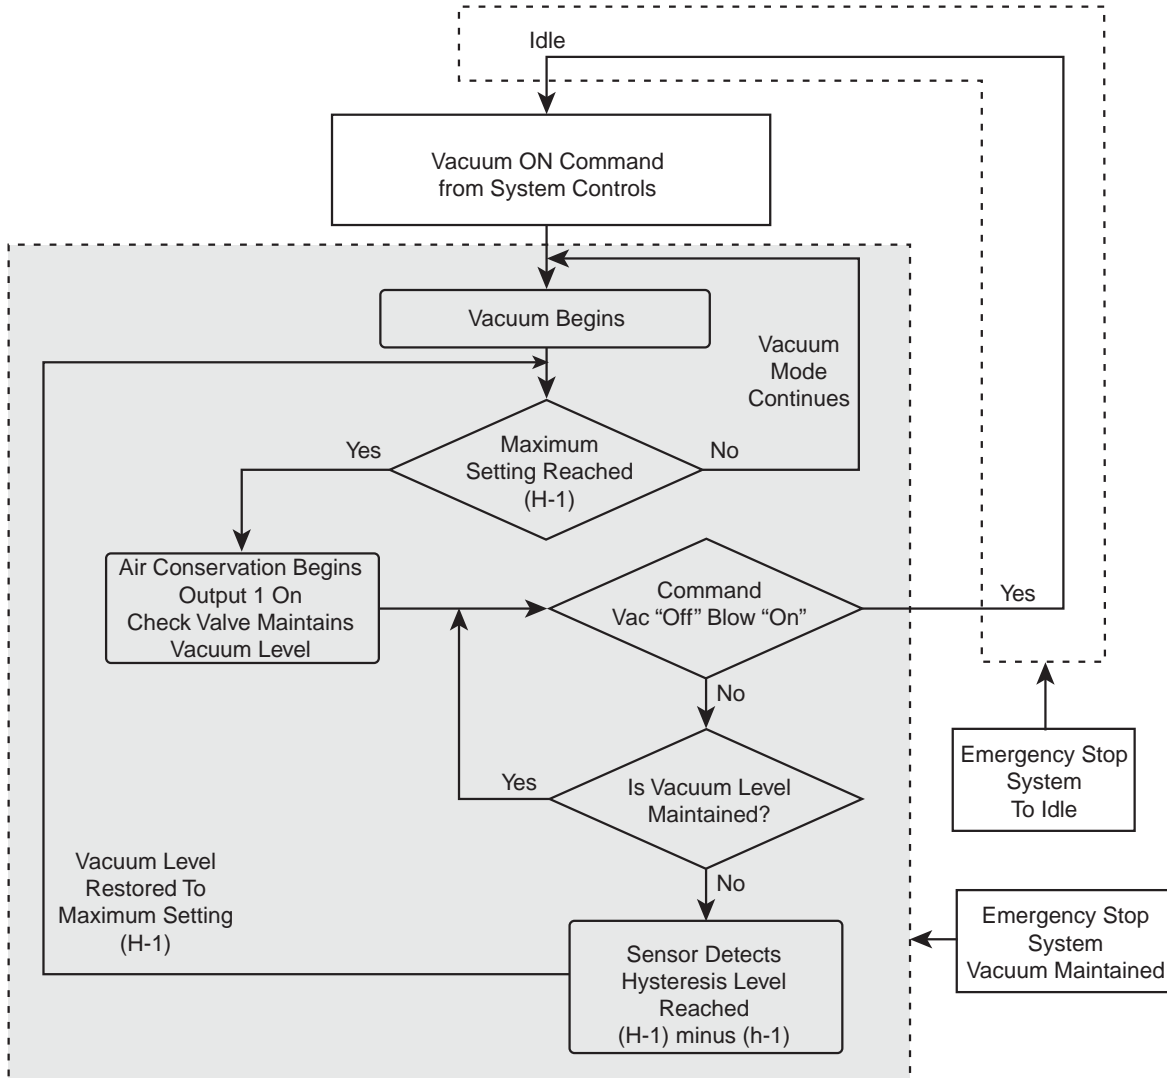 Idle
Vacuum ON Command
from System Controls
Vacuum Begins
Vacuum
Mode
Continues
Yes
Maximum
Setting Reached
(H-1)
No
Air Conservation Begins
Output 1 On
Check Valve Maintains
Vacuum Level
Command
Vac “Off” Blow “On”
Yes
No
Yes
Is Vacuum Level
Maintained?
Emergency Stop
System
To Idle
No
Vacuum Level
Restored To
Maximum Setting
(H-1)
Sensor Detects
Hysteresis Level
Reached
(H-1) minus (h-1)
Emergency Stop
System
Vacuum Maintained